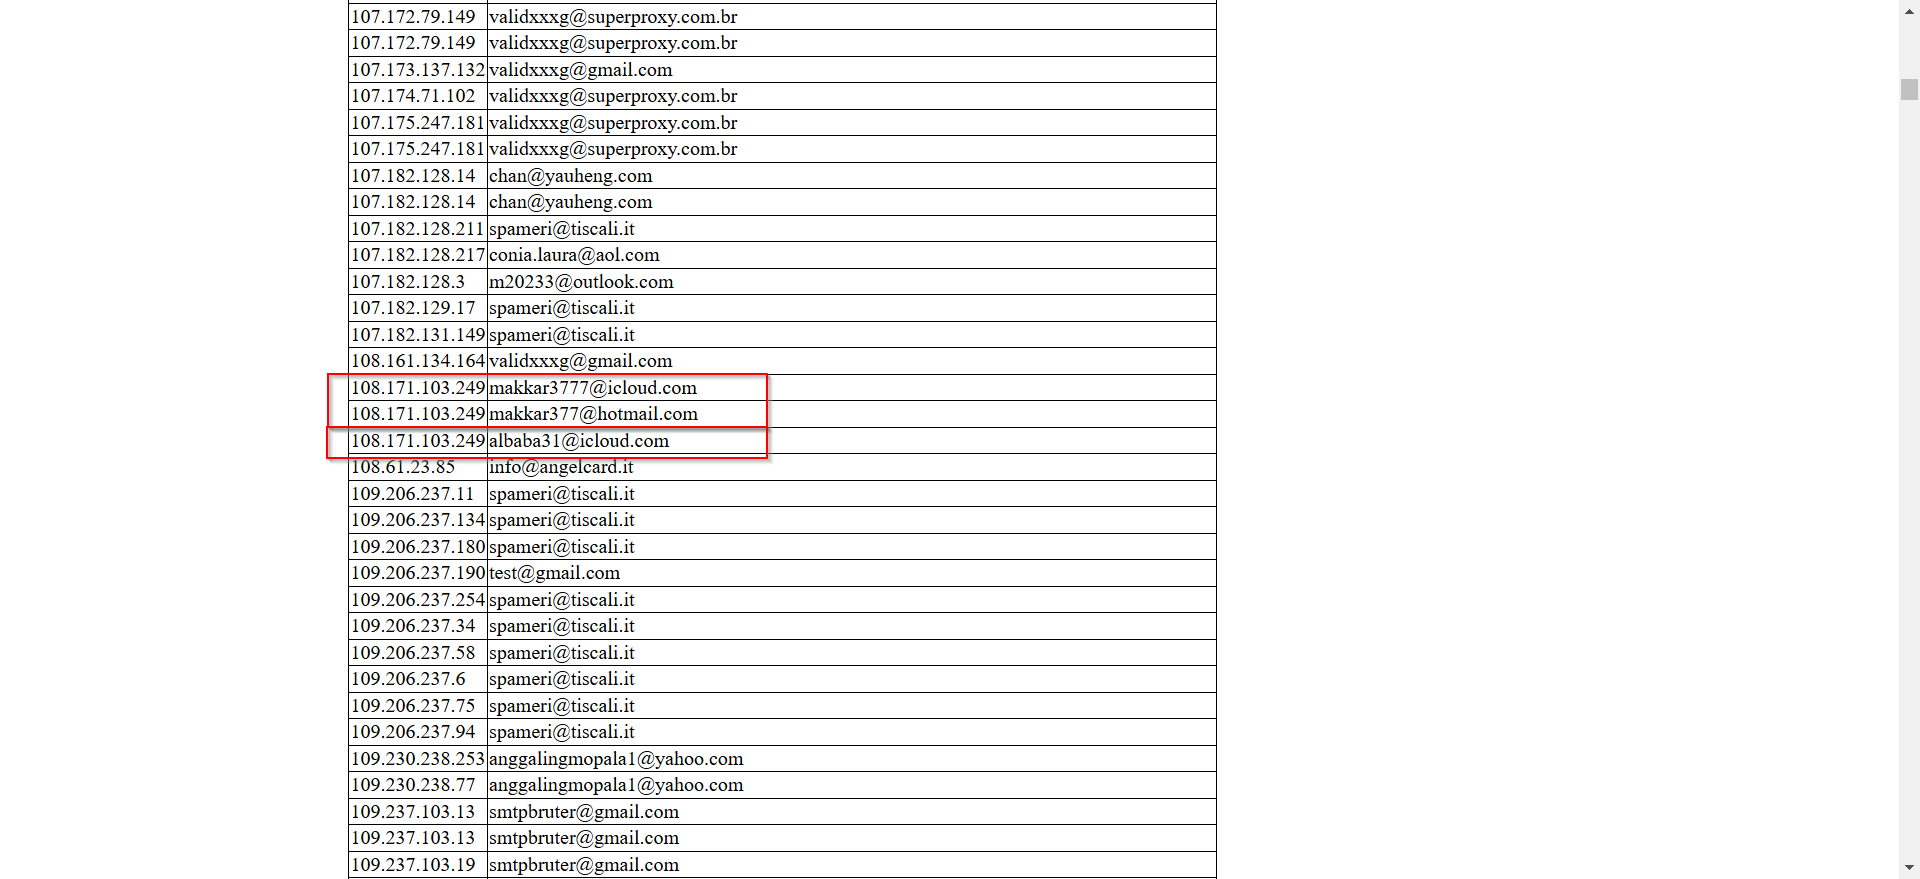 107.172.79.149 validxxxg@superproxy.com.br
107.172.79.149 validxxxg@superproxy.com.br
107.173.137.132 validxxxg@gmail.com
107.174.71.102 validxxxg@superproxy.com.br
107.175.247.181 validxxxg@superproxy.com.br
107.175.247.181 validxxxg@superproxy.com.br
107.182.128.14 chan@yauheng.com
107.182.128.14 chan@yauheng.com
107.182.128.211 spameri@tiscali.it
107.182.128.217 conia.laura@aol.com
107.182.128.3 m20233@outlook.com
107.182.129.17 spameri@tiscali.it
107.182.131.149 spameri@tiscali.it
108.161.134.164 validxxxg@gmail.com
108.171.103.249 makkar3777@icloud.com
108.171.103.249 makkar377@hotmail.com
108.171.103.249 albaba31@icloud.com
108.61.23.85 info@angelcard.it
109.206.237.11 spameri@tiscali.it
109.206.237.134 spameri@tiscali.it
109.206.237.180 spameri@tiscali.it
109.206.237.190 test@gmail.com
109.206.237.254 spameri@tiscali.it
109.206.237.34 spameri@tiscali.it
109.206.237.58 spameri@tiscali.it
109.206.237.6 spameri@tiscali.it
109.206.237.75 spameri@tiscali.it
109.206.237.94 spameri@tiscali.it
109.230.238.253 anggalingmopala1@yahoo.com
109.230.238.77 anggalingmopala1@yahoo.com
109.237.103.13 smtpbruter@gmail.com
109.237.103.13 smtpbruter@gmail.com
109.237.103.19 smtpbruter@gmail.com